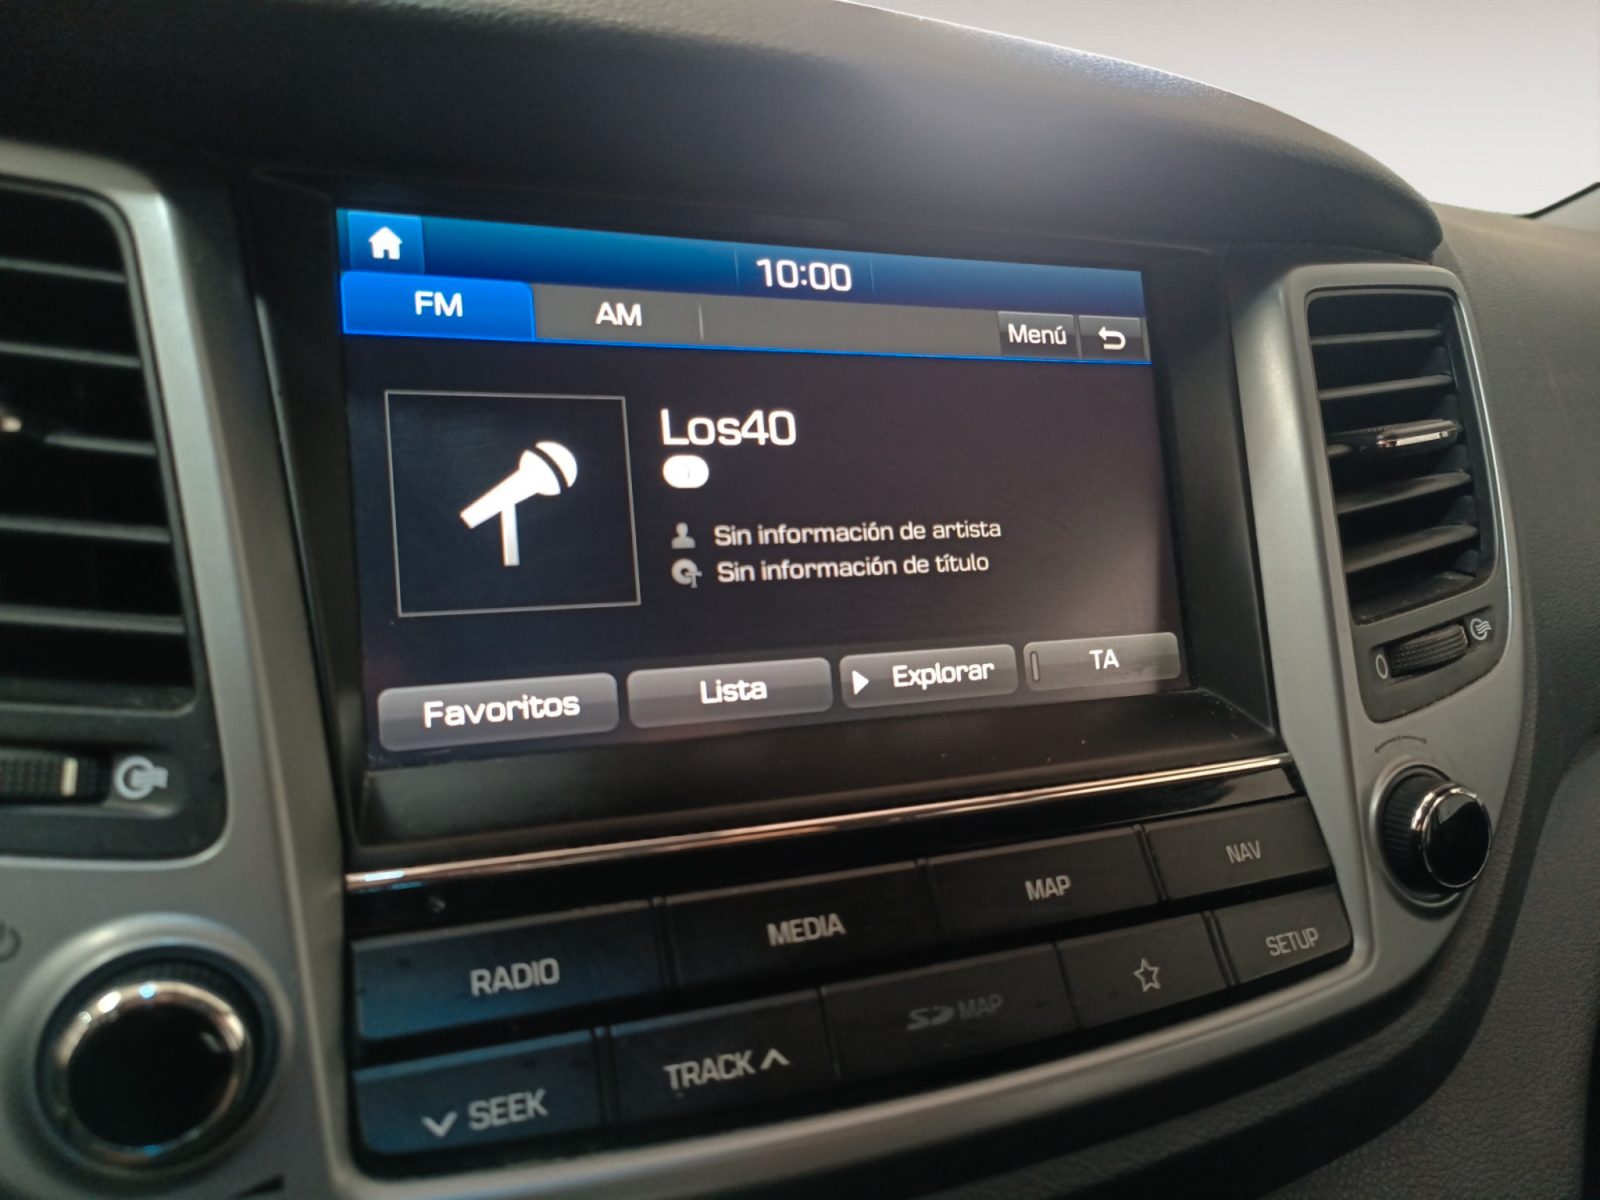 10:00
FM
AM
Menú
Los40
i
Sin información de artista
Sin información de título
Favoritos
Lista
Explorar
TA
RADIO
MEDIA
MAP
NAV
SEEK
TRACK
SD MAP
SETUP